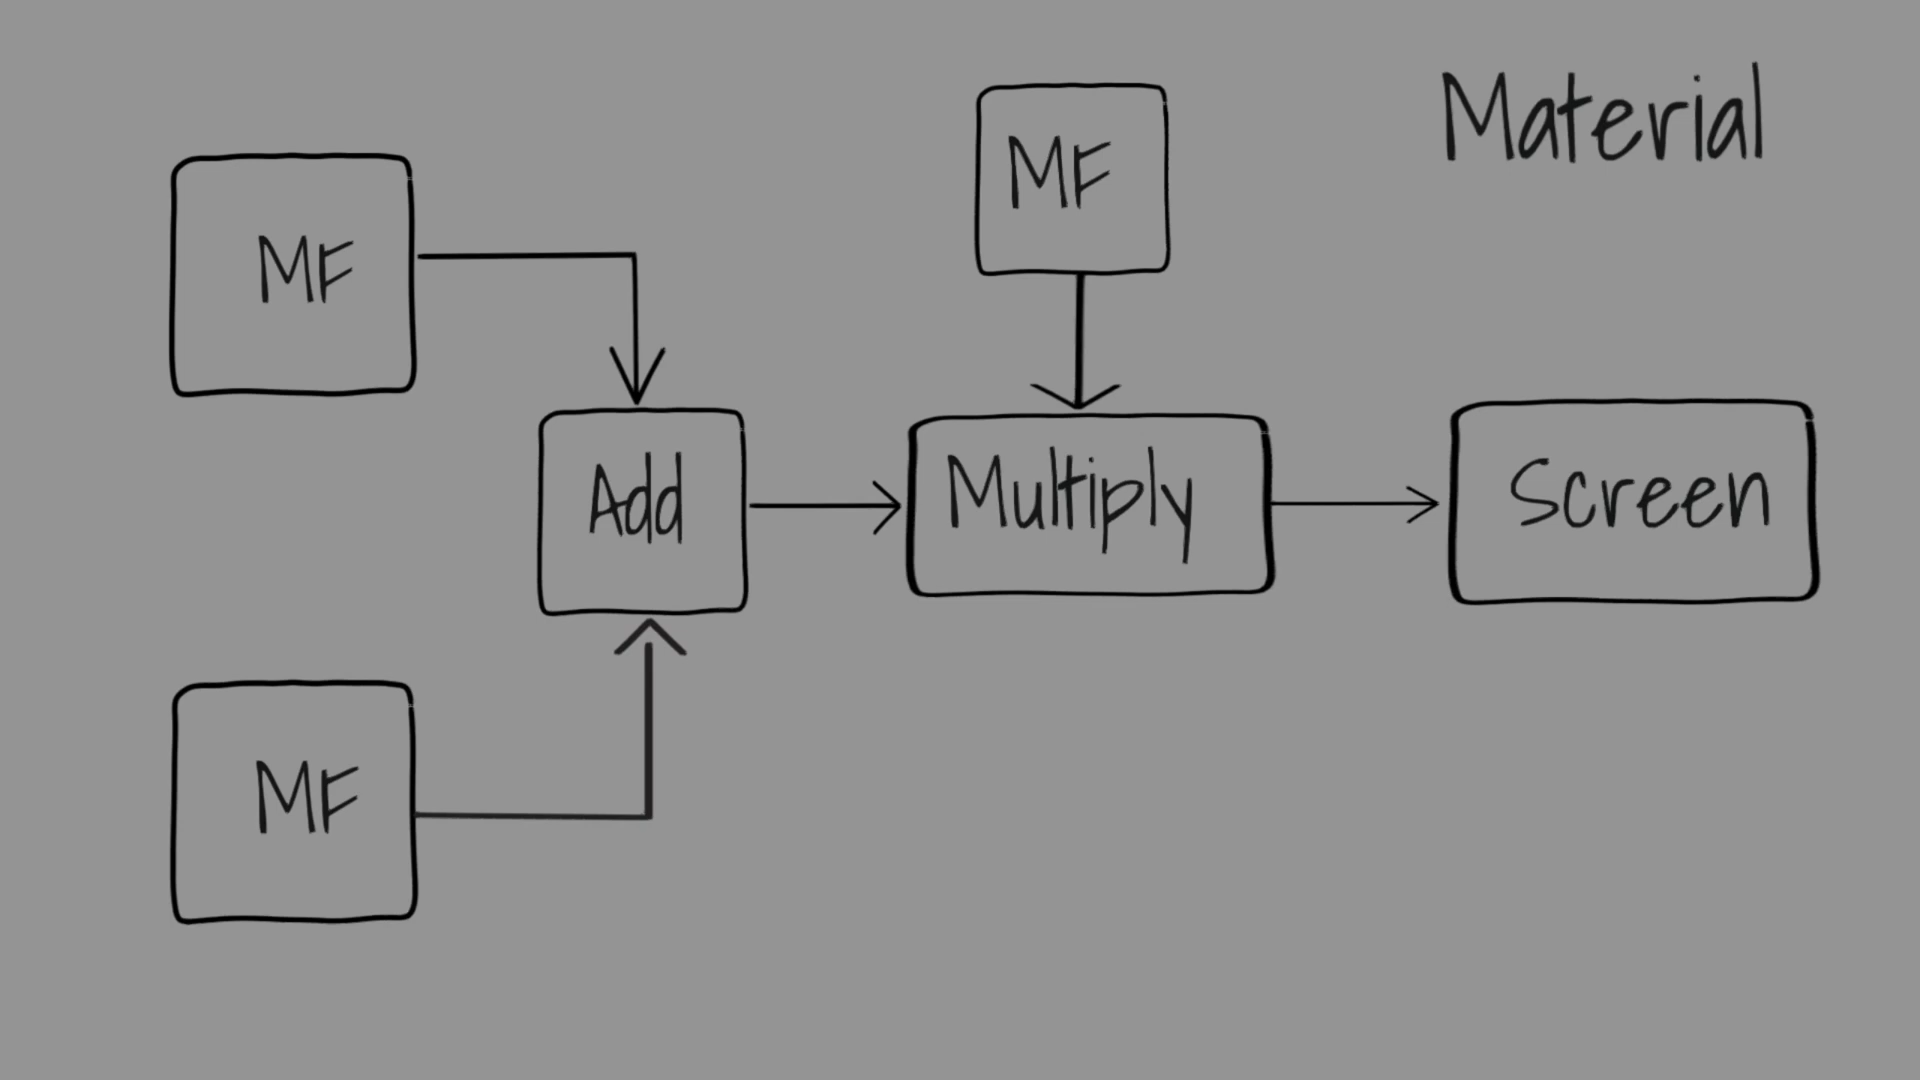 Material
MF
MF
Add
Multiply
Screen
MF